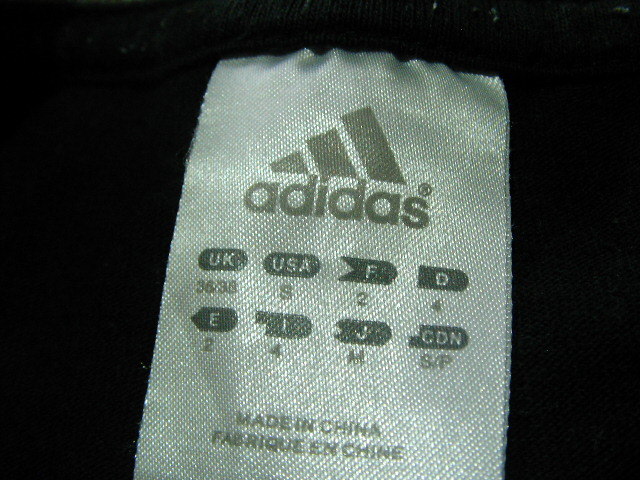 adidas®
UK USA F D
36/38 S 2 4
E I J CDN
2 4 M S/P
MADE IN CHINA
FABRIQUE EN CHINE